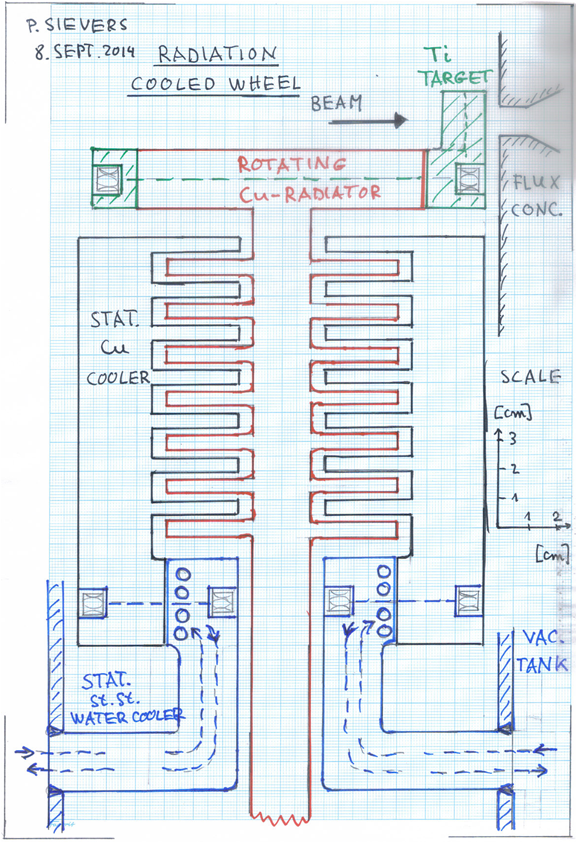 P. SIEVERS
8. SEPT. 2014
RADIATION
COOLED WHEEL
BEAM
Ti
TARGET
ROTATING
Cu-RADIATOR
FLUX
CONC.
STAT.
Cu
COOLER
SCALE
[cm]
3
2
1
1 2
[cm]
VAC.
TANK
STAT.
St.St.
WATER COOLER